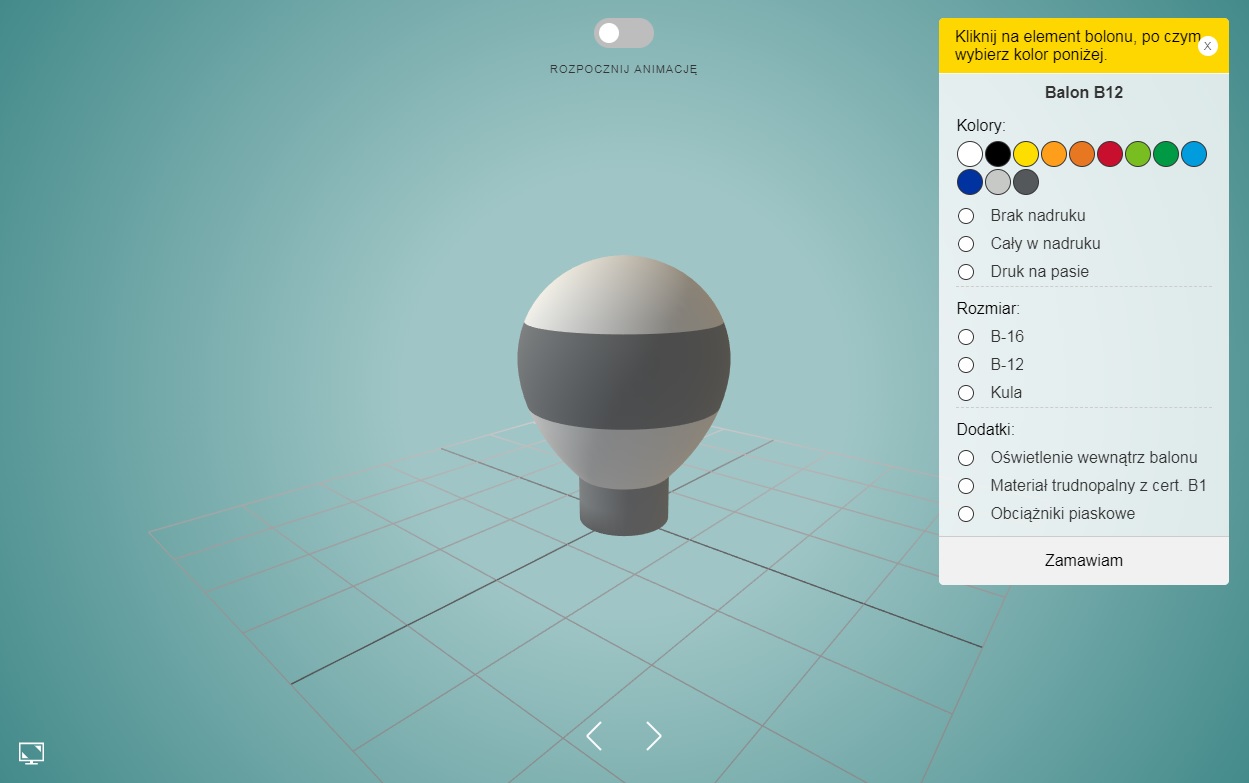 ROZPOCZNIJ ANIMACJĘ
Kliknij na element bolonu, po czym
wybierz kolor poniżej.
X
Balon B12
Kolory:
Brak nadruku
Cały w nadruku
Druk na pasie
Rozmiar:
B-16
B-12
Kula
Dodatki:
Oświetlenie wewnątrz balonu
Materiał trudnopalny z cert. B1
Obciążniki piaskowe
Zamawiam